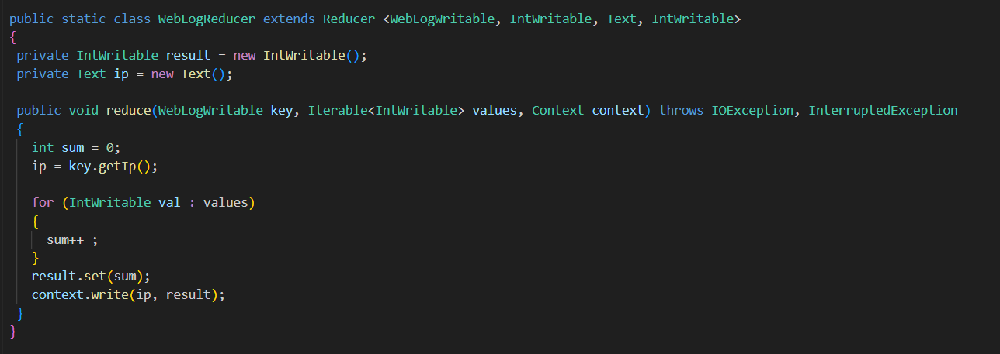 public static class WebLogReducer extends Reducer <WebLogWritable, IntWritable, Text, IntWritable>
{
private IntWritable result = new IntWritable();
private Text ip = new Text();
public void reduce(WebLogWritable key, Iterable<IntWritable> values, Context context) throws IOException, InterruptedException
{
int sum = 0;
ip = key.getIp();
for (IntWritable val : values)
{
sum++ ;
}
result.set(sum);
context.write(ip, result);
}
}